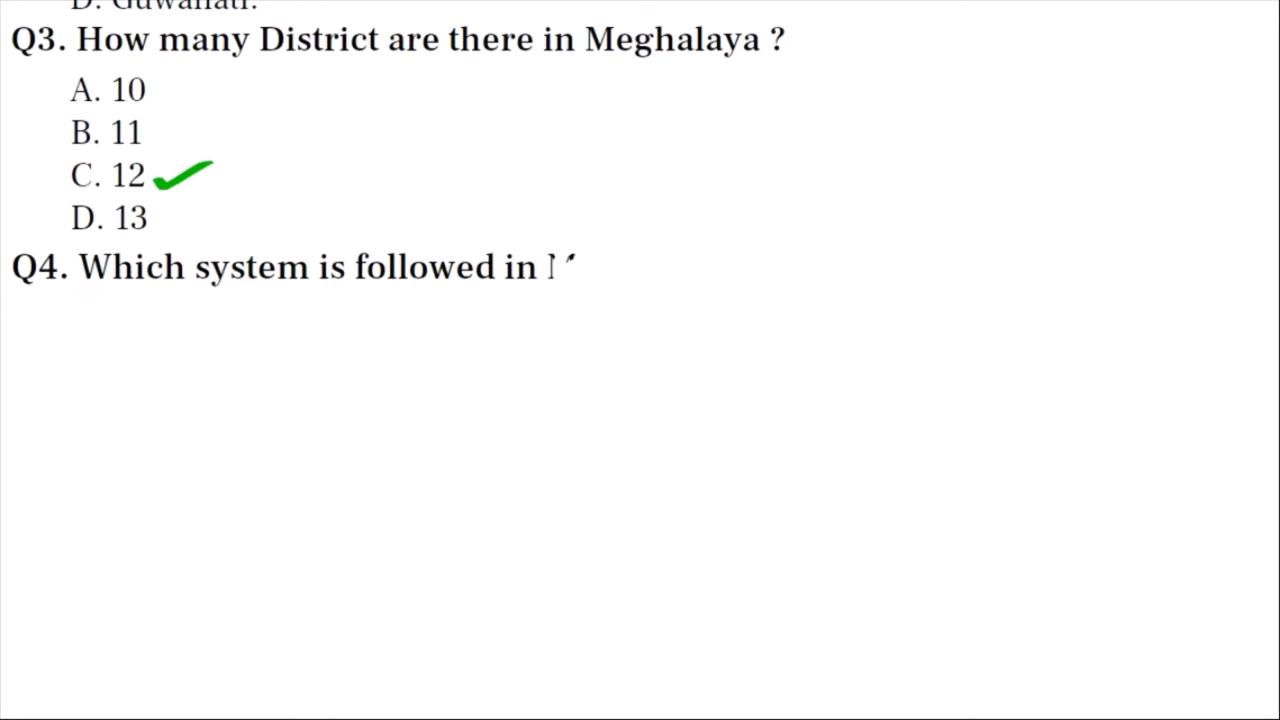 Q3. How many District are there in Meghalaya ?
A. 10
B. 11
C. 12
D. 13
Q4. Which system is followed in